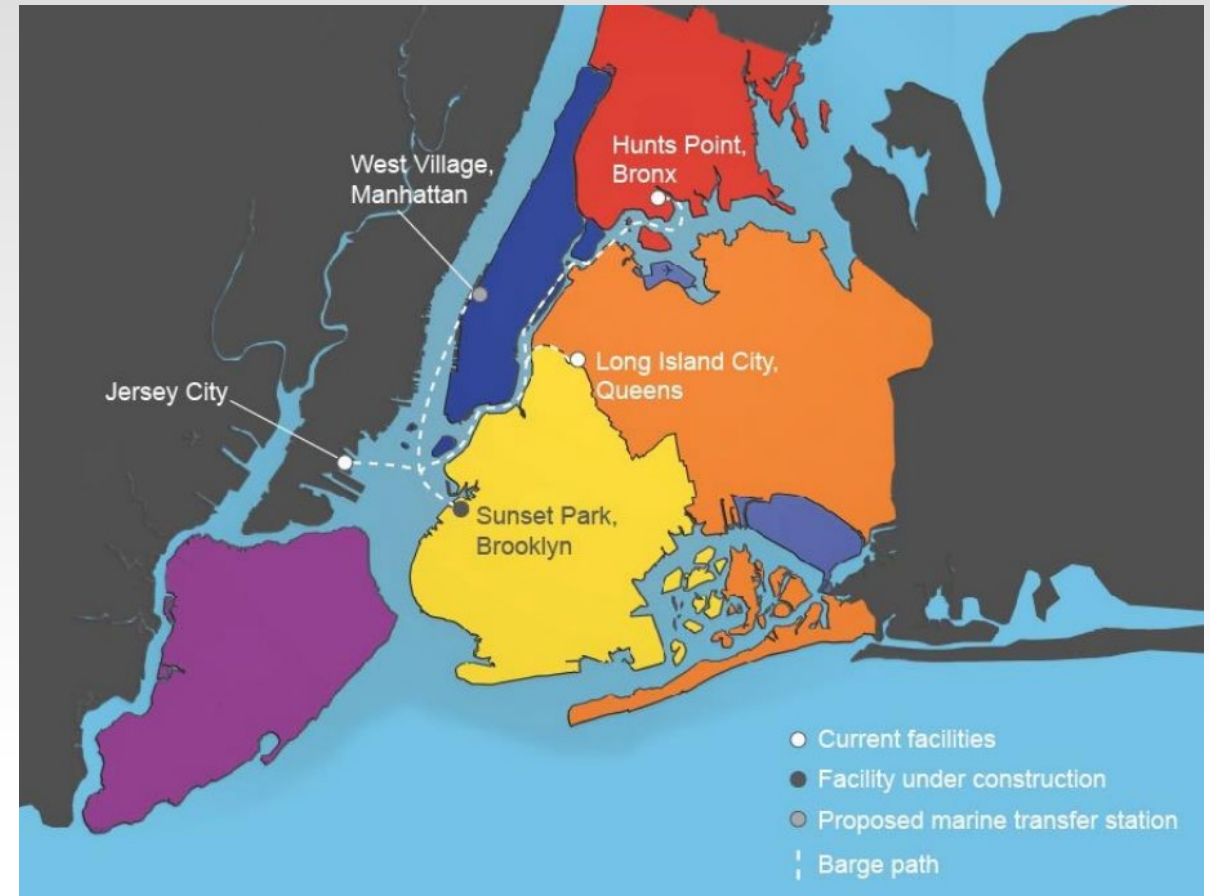 Hunts Point,
Bronx
West Village,
Manhattan
Long Island City,
Queens
Jersey City
Sunset Park,
Brooklyn
Current facilities
Facility under construction
Proposed marine transfer station
Barge path